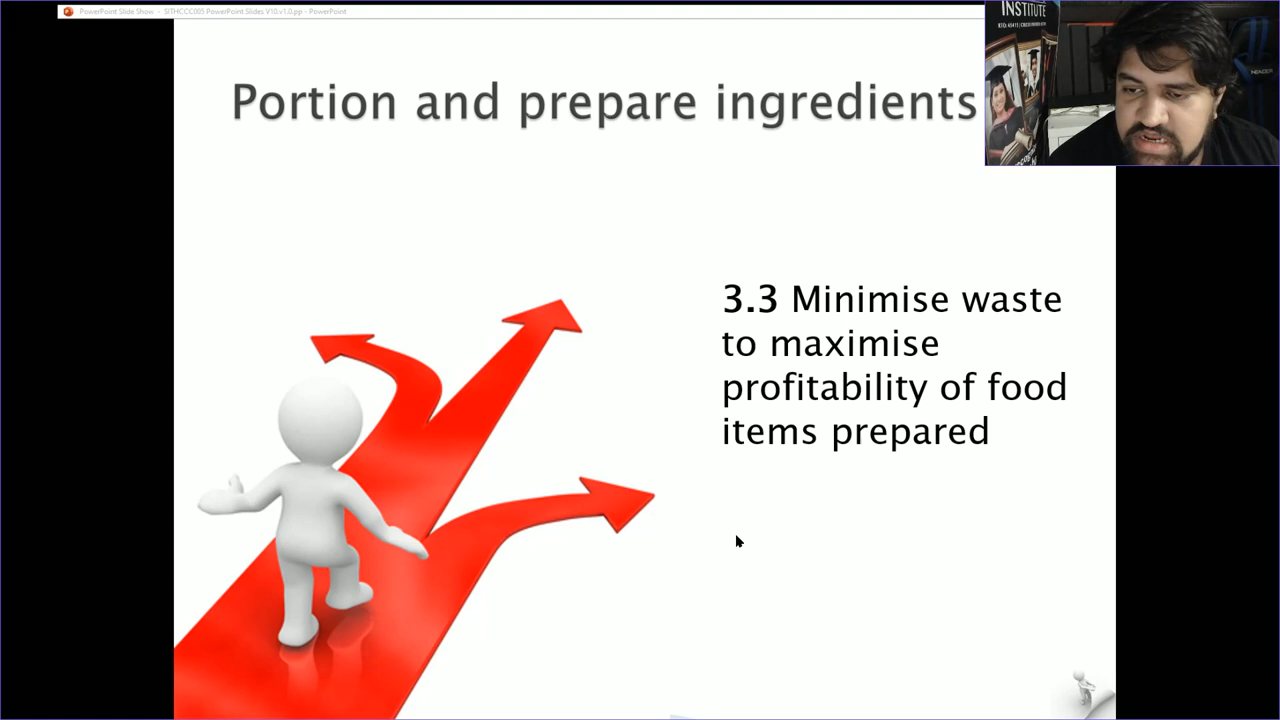 PowerPoint Slide Show - SITHCCC005 PowerPoint Slides V10.v1.0.pp - PowerPoint
INSTITUTE
Portion and prepare ingredients
3.3 Minimise waste
to maximise
profitability of food
items prepared